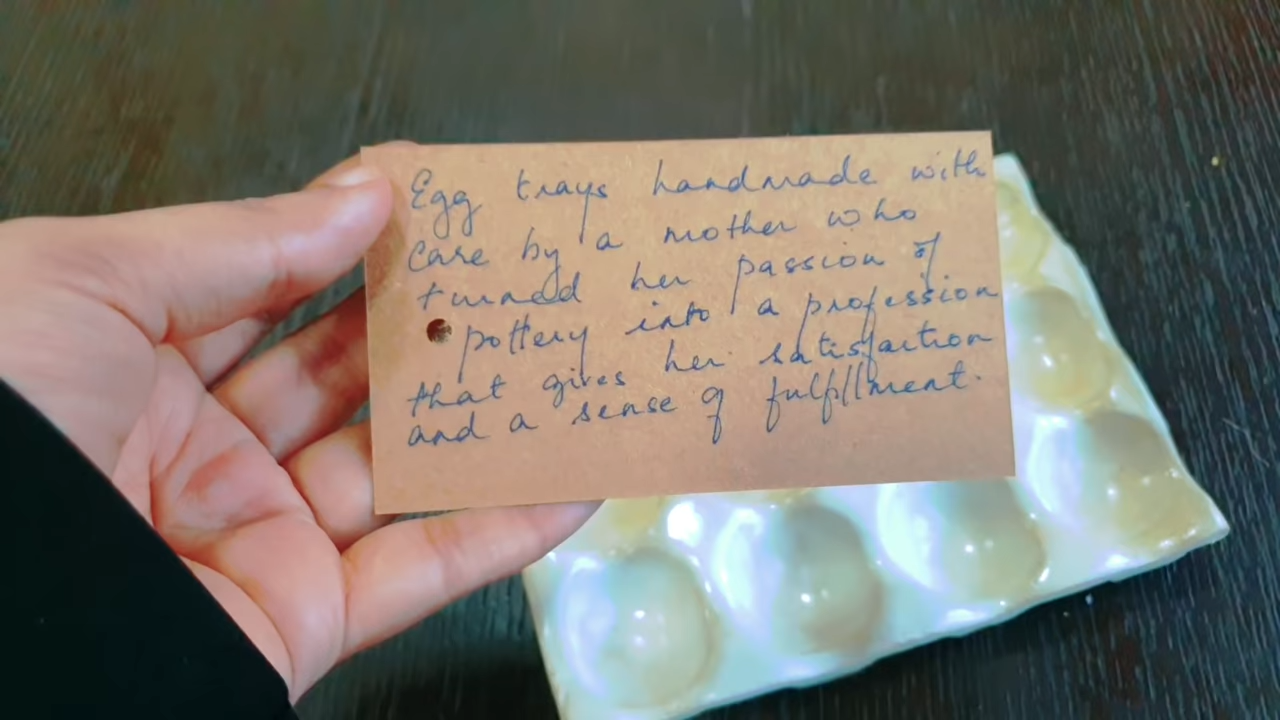 Egg trays handmade with
care by a mother who
turned her passion of
pottery into a profession
that gives her satisfaction
and a sense of fulfillment.